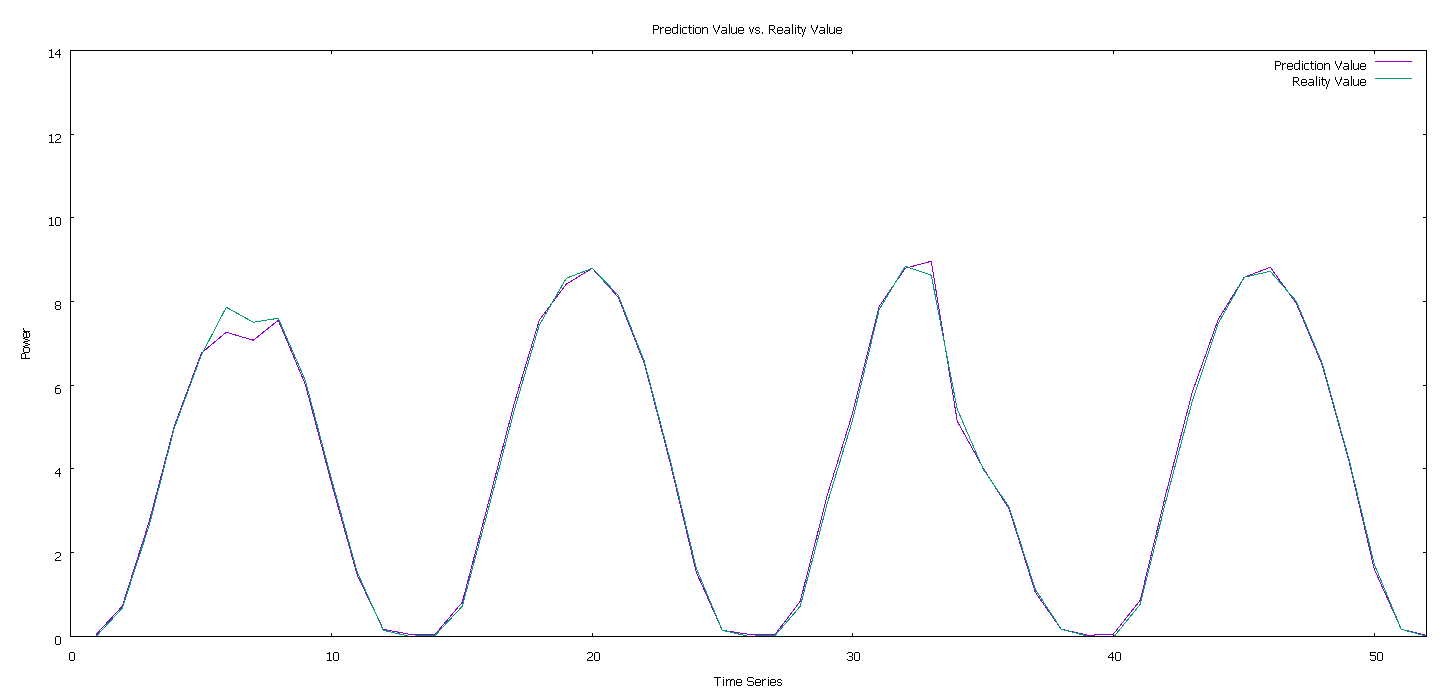 Prediction Value vs. Reality Value
14
Prediction Value
Reality Value
12
10
8
Power
6
4
2
0
0 10 20 30 40 50
Time Series